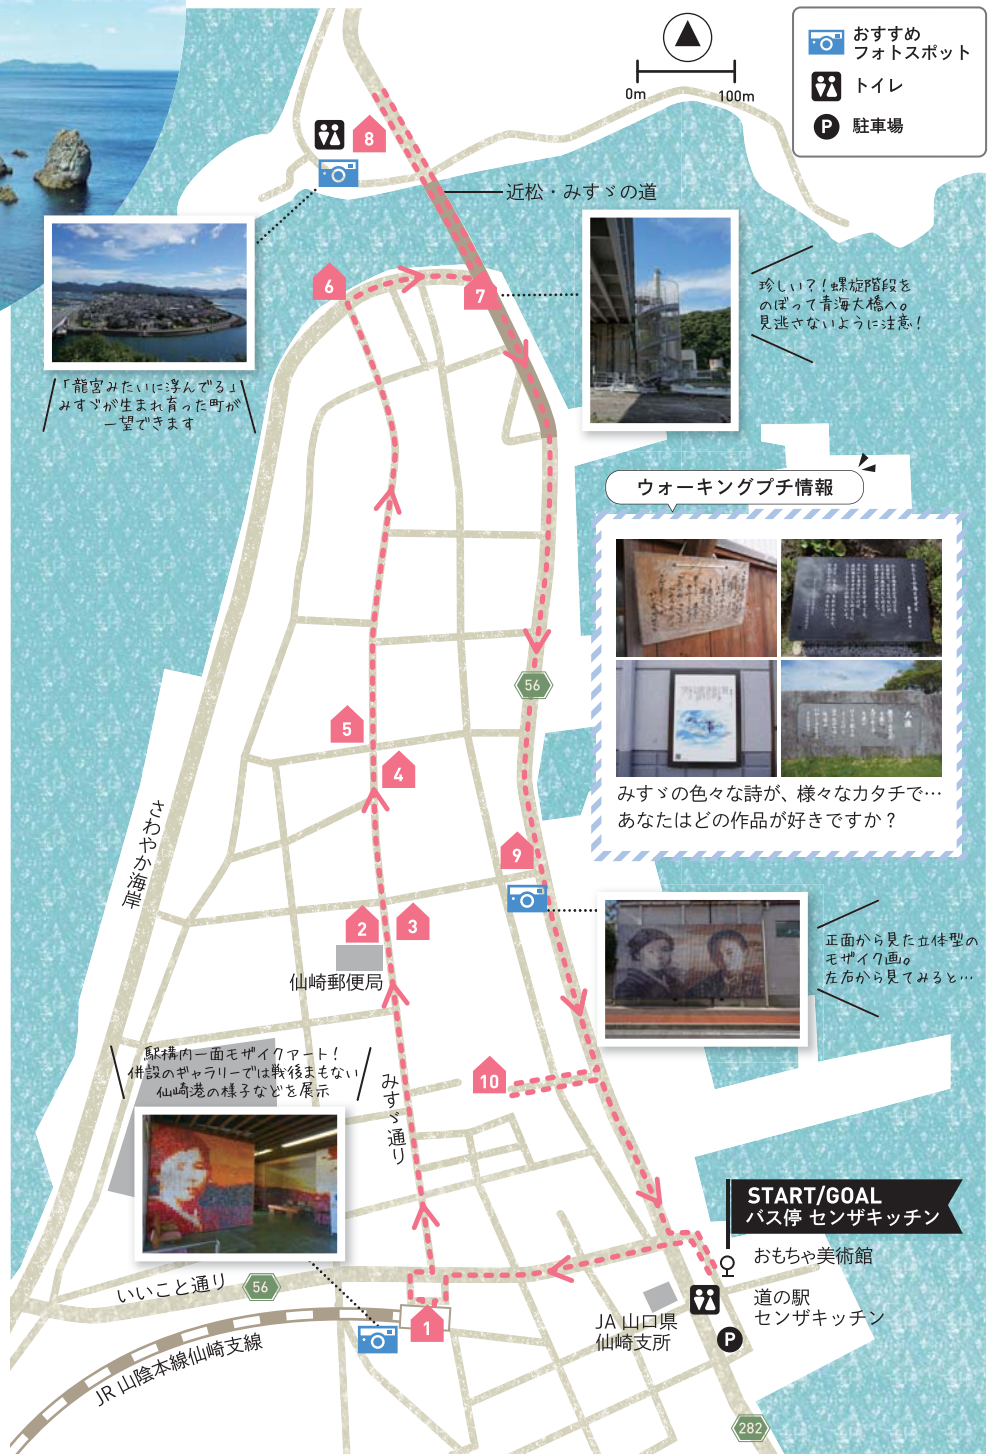 おすすめ
フォトスポット
トイレ
P
駐車場
0m
100m
8
近松・みすゞの道
6
7
珍しい?!螺旋階段を
のぼって青海大橋へ。
見逃さないように注意!
「龍宮みたいに浮んでる」
みすゞが生まれ育った町が
一望できます
ウォーキングプチ情報
みすゞの色々な詩が、様々なカタチで…
あなたはどの作品が好きですか?
56
5
4
さわやか海岸
9
2
3
仙崎郵便局
正面から見た立体型の
モザイク画。
左右から見てみると…
駅構内一面モザイクアート!
併設のギャラリーでは戦後まもない
仙崎港の様子などを展示
みすゞ通り
10
START/GOAL
バス停 センザキッチン
おもちゃ美術館
道の駅
センザキッチン
P
JA 山口県
仙崎支所
いいこと通り
56
1
JR 山陰本線仙崎支線
282